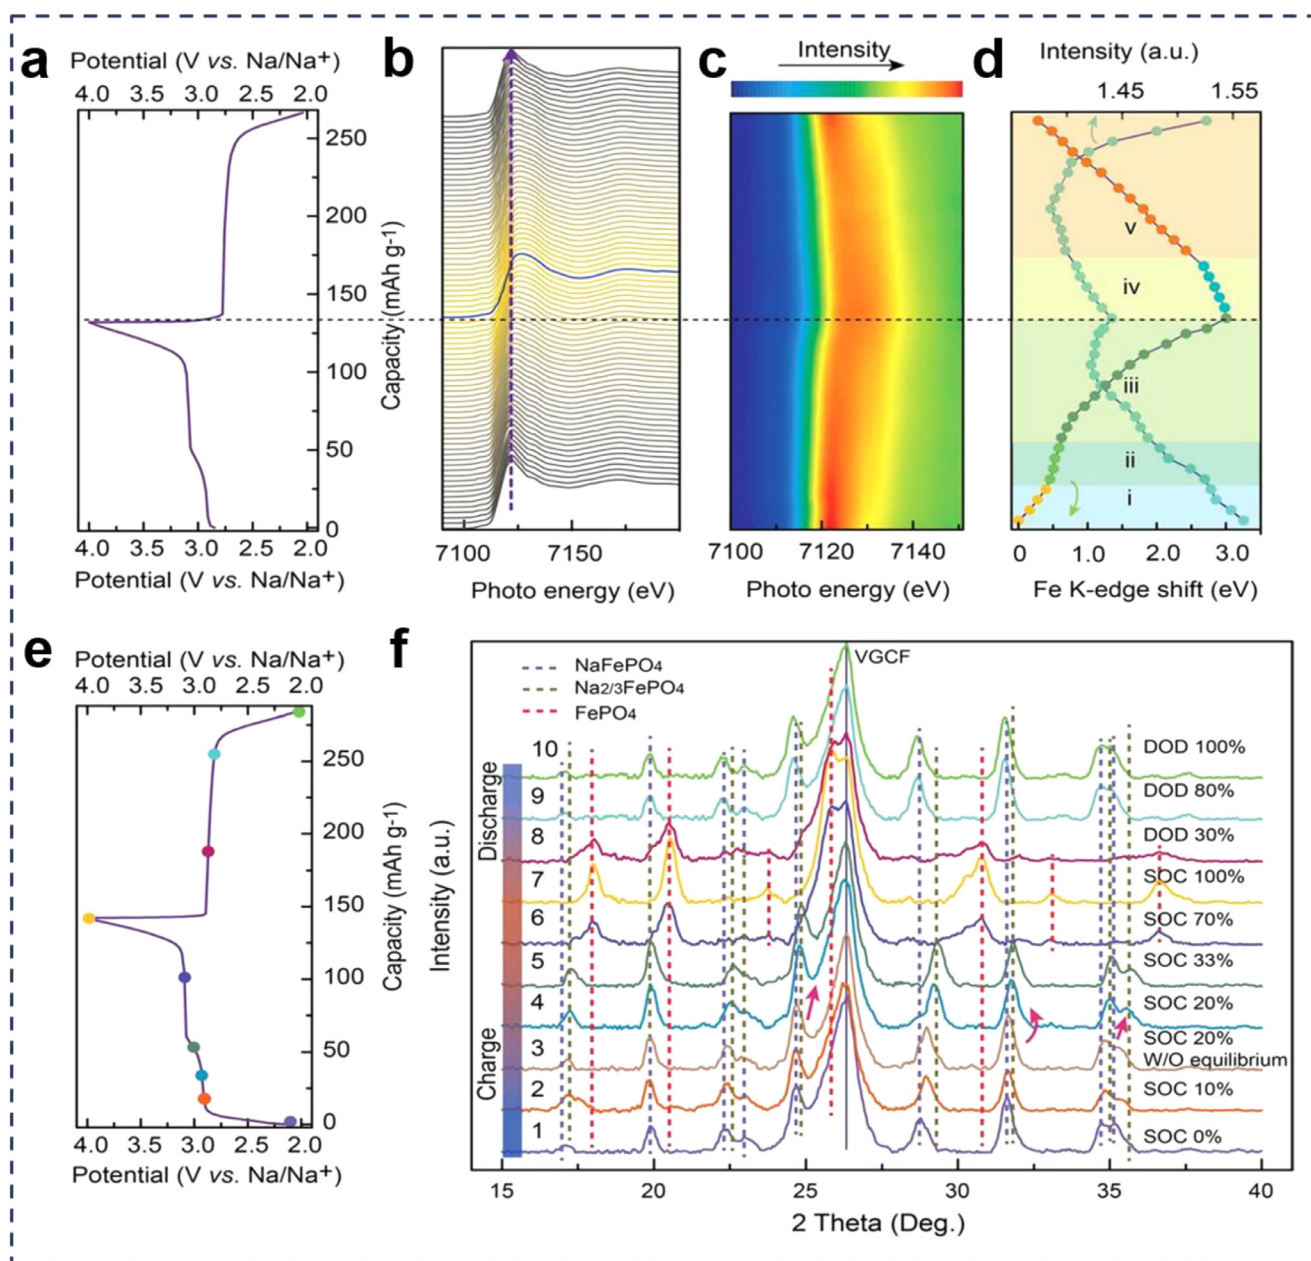 a
Potential (V vs. Na/Na+)
4.0 3.5 3.0 2.5 2.0
250
200
150
100
50
0
Capacity (mAh g-1)
4.0 3.5 3.0 2.5 2.0
Potential (V vs. Na/Na+)
b
7100 7150
Photo energy (eV)
c
Intensity
7100 7120 7140
Photo energy (eV)
d
Intensity (a.u.)
1.45 1.55
v
iv
iii
ii
i
0 1.0 2.0 3.0
Fe K-edge shift (eV)
e
Potential (V vs. Na/Na+)
4.0 3.5 3.0 2.5 2.0
250
200
150
100
50
0
Capacity (mAh g-1)
4.0 3.5 3.0 2.5 2.0
Potential (V vs. Na/Na+)
f
NaFePO4
Na2/3FePO4
FePO4
VGCF
Intensity (a.u.)
Discharge
Charge
10 DOD 100%
9 DOD 80%
8 DOD 30%
7 SOC 100%
6 SOC 70%
5 SOC 33%
4 SOC 20%
3 SOC 20%
W/O equilibrium
2 SOC 10%
1 SOC 0%
15 20 25 30 35 40
2 Theta (Deg.)